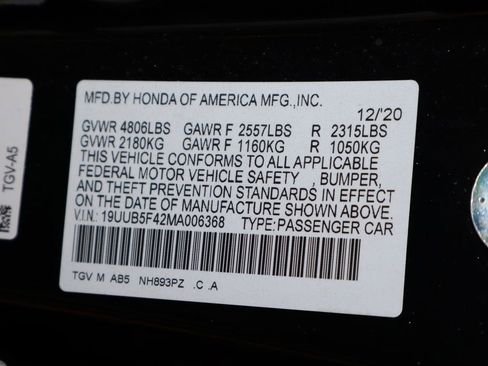 MFD.BY HONDA OF AMERICA MFG.,INC.
12/'20
GVWR 4806LBS GAWR F 2557LBS R 2315LBS
GVWR 2180KG GAWR F 1160KG R 1050KG
THIS VEHICLE CONFORMS TO ALL APPLICABLE
FEDERAL MOTOR VEHICLE SAFETY , BUMPER,
AND THEFT PREVENTION STANDARDS IN EFFECT
ON THE DATE OF MANUFACTURE SHOWN ABOVE.
V.I.N.: 19UUB5F42MA006368 TYPE:PASSENGER CAR
TGV M AB5 NH893PZ .C .A
TGV-A5